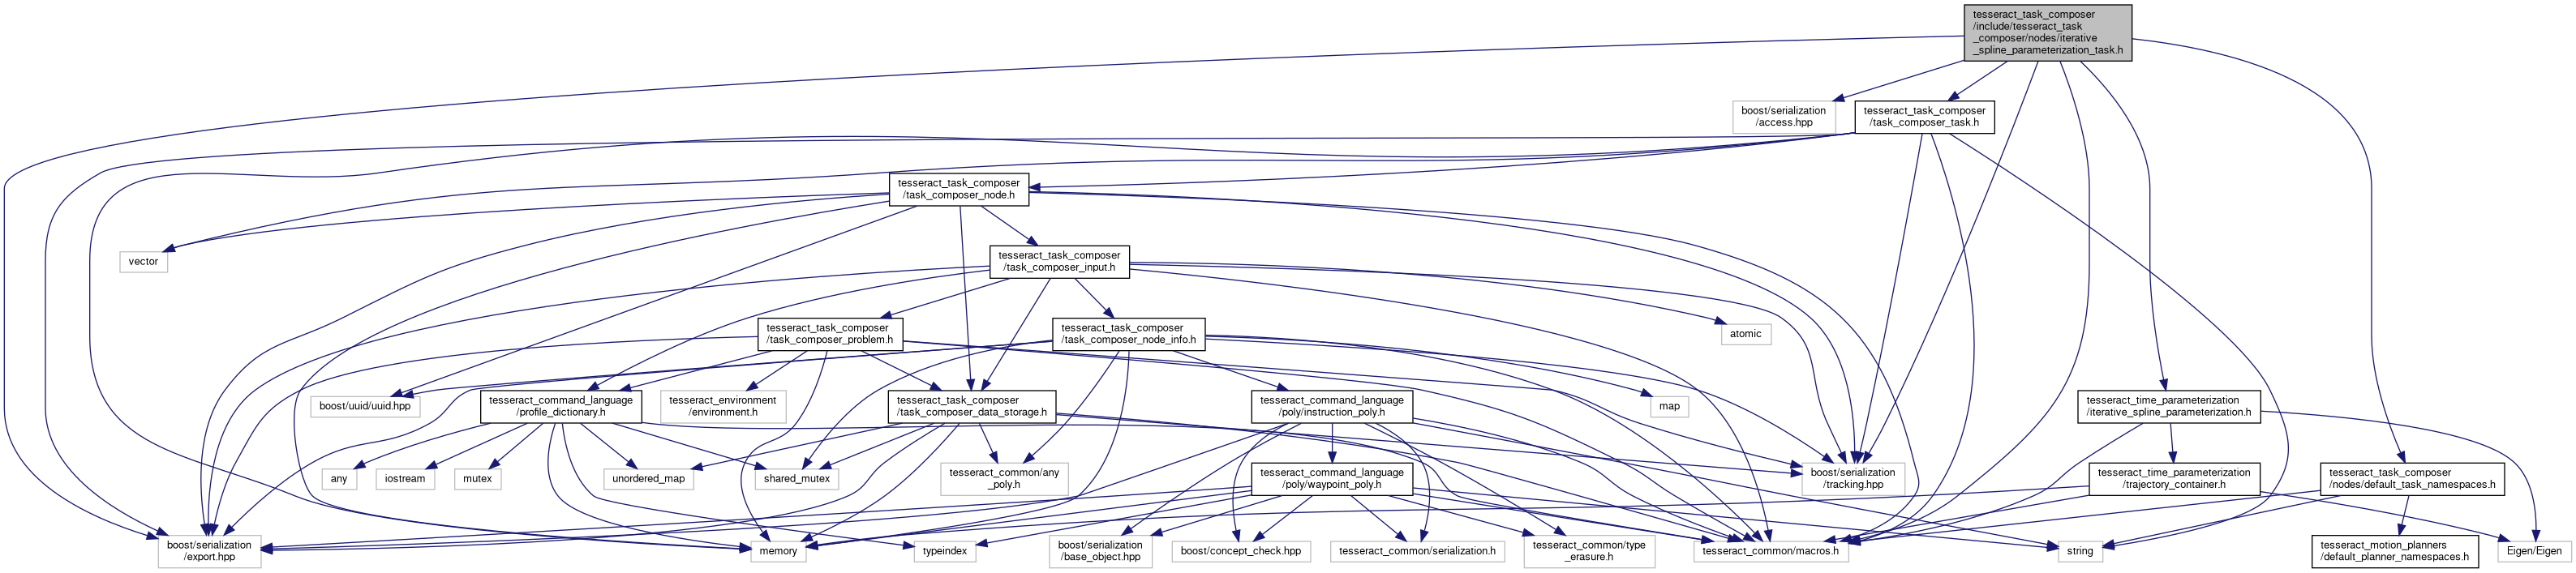 tesseract_task_composer
/include/tesseract_task
_composer/nodes/iterative
_spline_parameterization_task.h
boost/serialization
/access.hpp
tesseract_task_composer
/task_composer_task.h
tesseract_task_composer
/task_composer_node.h
vector
tesseract_task_composer
/task_composer_input.h
tesseract_task_composer
/task_composer_problem.h
tesseract_task_composer
/task_composer_node_info.h
atomic
boost/uuid/uuid.hpp
tesseract_command_language
/profile_dictionary.h
tesseract_environment
/environment.h
tesseract_task_composer
/task_composer_data_storage.h
tesseract_command_language
/poly/instruction_poly.h
map
tesseract_time_parameterization
/iterative_spline_parameterization.h
any
iostream
mutex
unordered_map
shared_mutex
tesseract_common/any
_poly.h
tesseract_command_language
/poly/waypoint_poly.h
boost/serialization
/tracking.hpp
tesseract_time_parameterization
/trajectory_container.h
tesseract_task_composer
/nodes/default_task_namespaces.h
boost/serialization
/export.hpp
memory
typeindex
boost/serialization
/base_object.hpp
boost/concept_check.hpp
tesseract_common/serialization.h
tesseract_common/type
_erasure.h
tesseract_common/macros.h
string
tesseract_motion_planners
/default_planner_namespaces.h
Eigen/Eigen